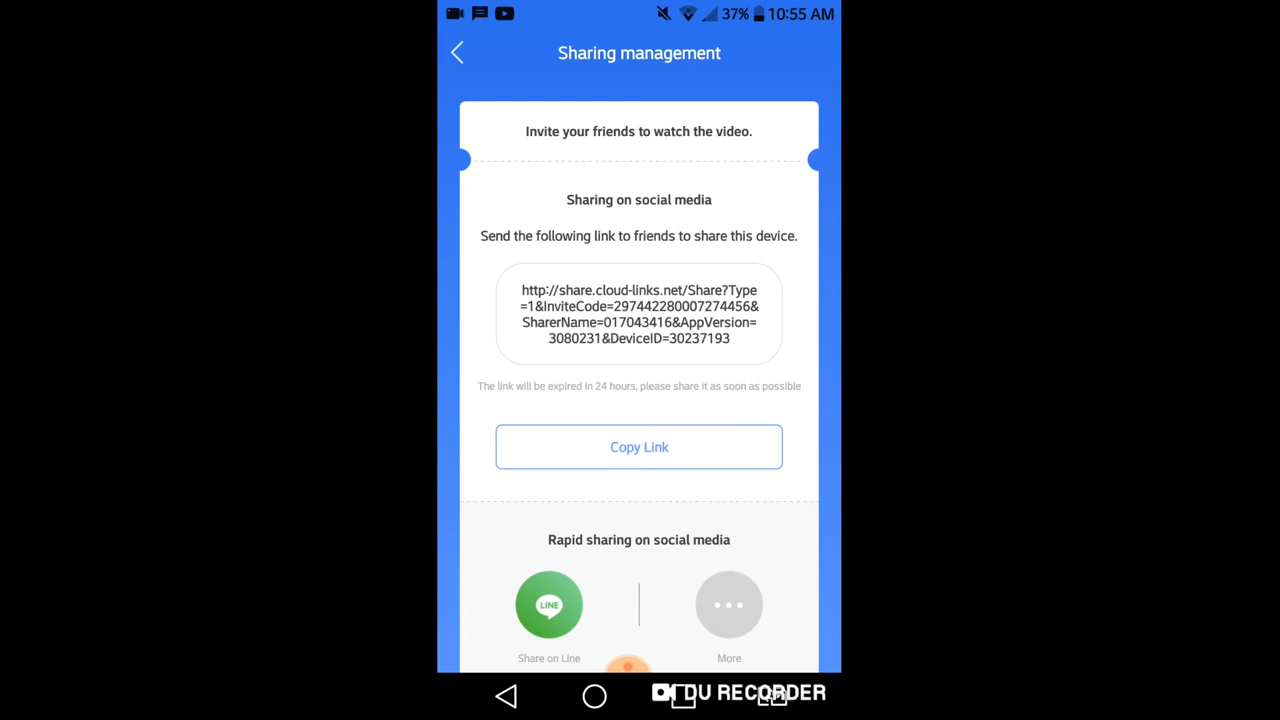 37% 10:55 AM
Sharing management
Invite your friends to watch the video.
Sharing on social media
Send the following link to friends to share this device.
http://share.cloud-links.net/Share?Type
=1&InviteCode=297442280007274456&
SharerName=017043416&AppVersion=
3080231&DeviceID=30237193
The link will be expired in 24 hours, please share it as soon as possible
Copy Link
Rapid sharing on social media
LINE
Share on Line
More
DU RECORDER